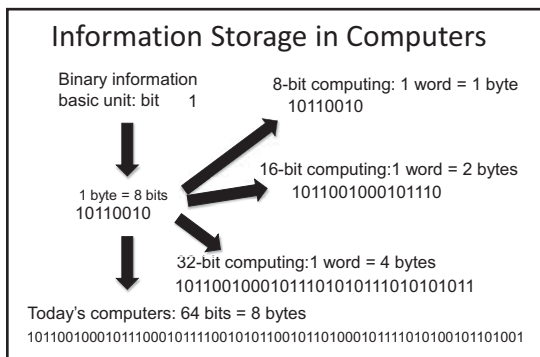 Information Storage in Computers
Binary information
basic unit: bit 1
8-bit computing: 1 word = 1 byte
10110010
1 byte = 8 bits
10110010
16-bit computing:1 word = 2 bytes
1011001000101110
32-bit computing:1 word = 4 bytes
10110010001011101010111010101011
Today's computers: 64 bits = 8 bytes
1011001000101110001011110010101100101101000101111010100101101001